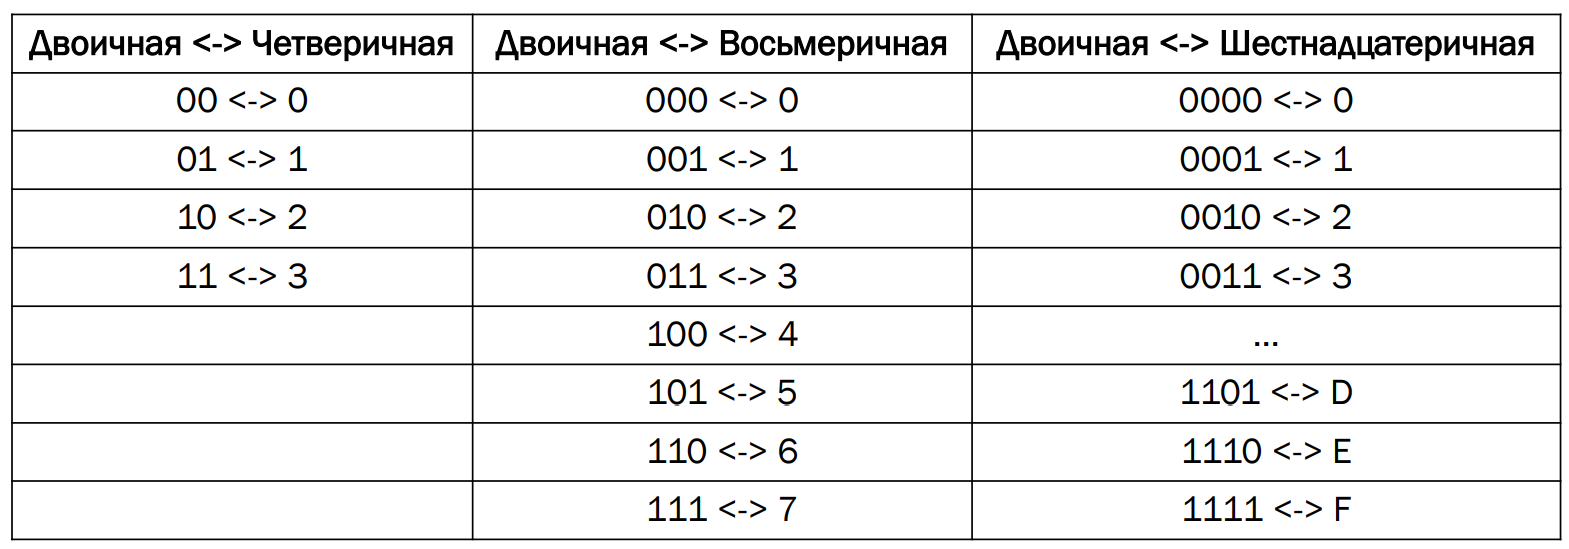 Двоичная <-> Четверичная Двоичная <-> Восьмеричная Двоичная <-> Шестнадцатеричная
00 <-> 0 000 <-> 0 0000 <-> 0
01 <-> 1 001 <-> 1 0001 <-> 1
10 <-> 2 010 <-> 2 0010 <-> 2
11 <-> 3 011 <-> 3 0011 <-> 3
100 <-> 4 ...
101 <-> 5 1101 <-> D
110 <-> 6 1110 <-> E
111 <-> 7 1111 <-> F